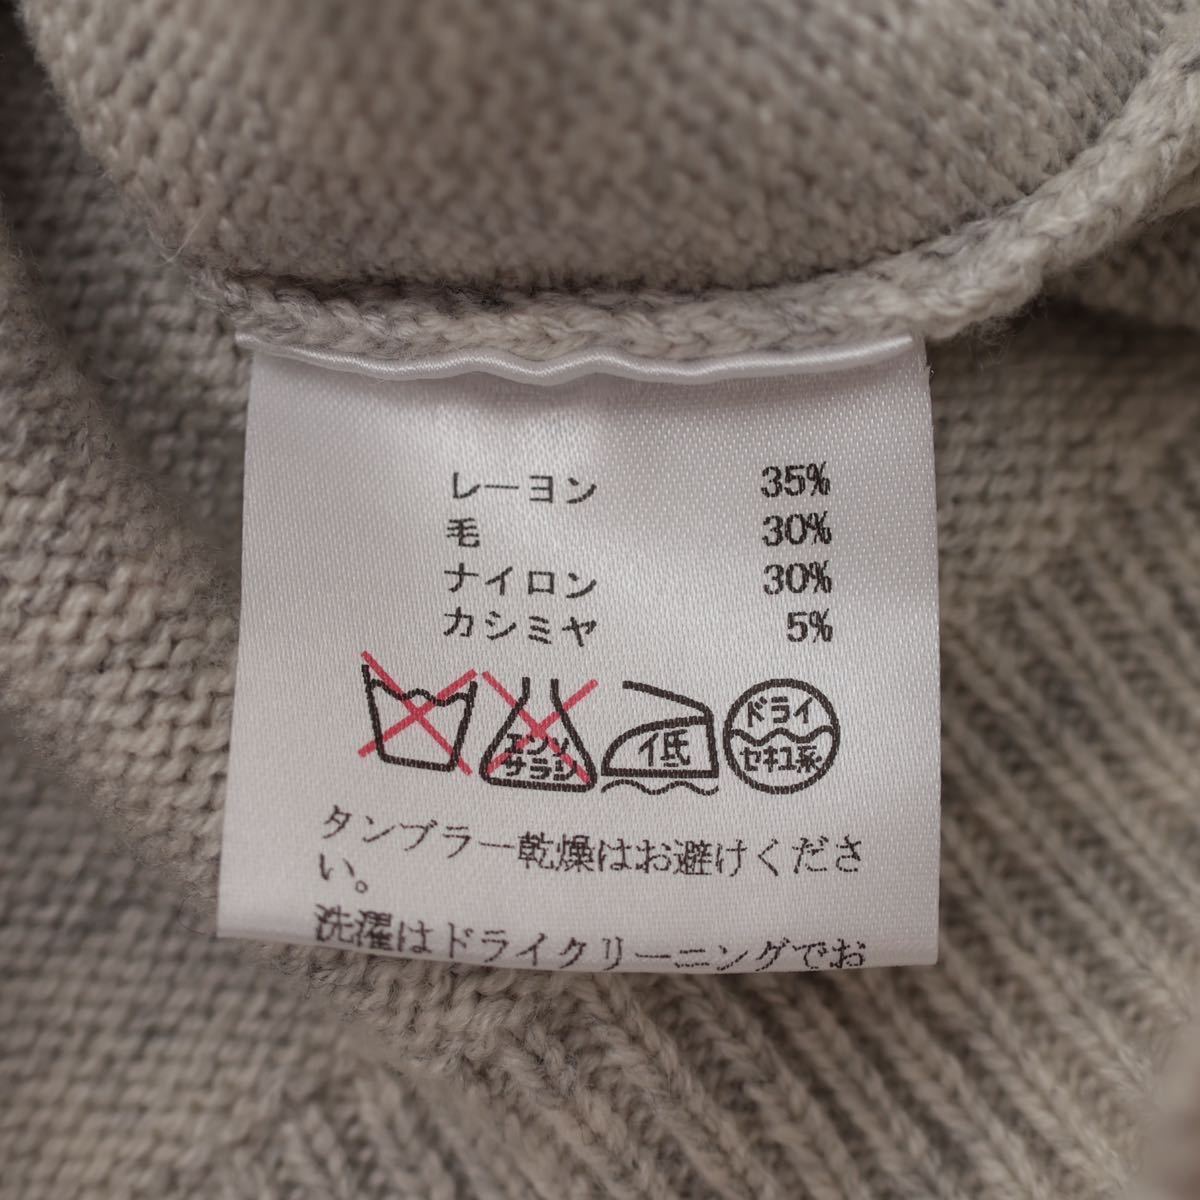 レーヨン 35%
毛 30%
ナイロン 30%
カシミヤ 5%
エンソ
サラシ
低
ドライ
セキユ系
タンブラー乾燥はお避けくださ
い。
洗濯はドライクリーニングでお